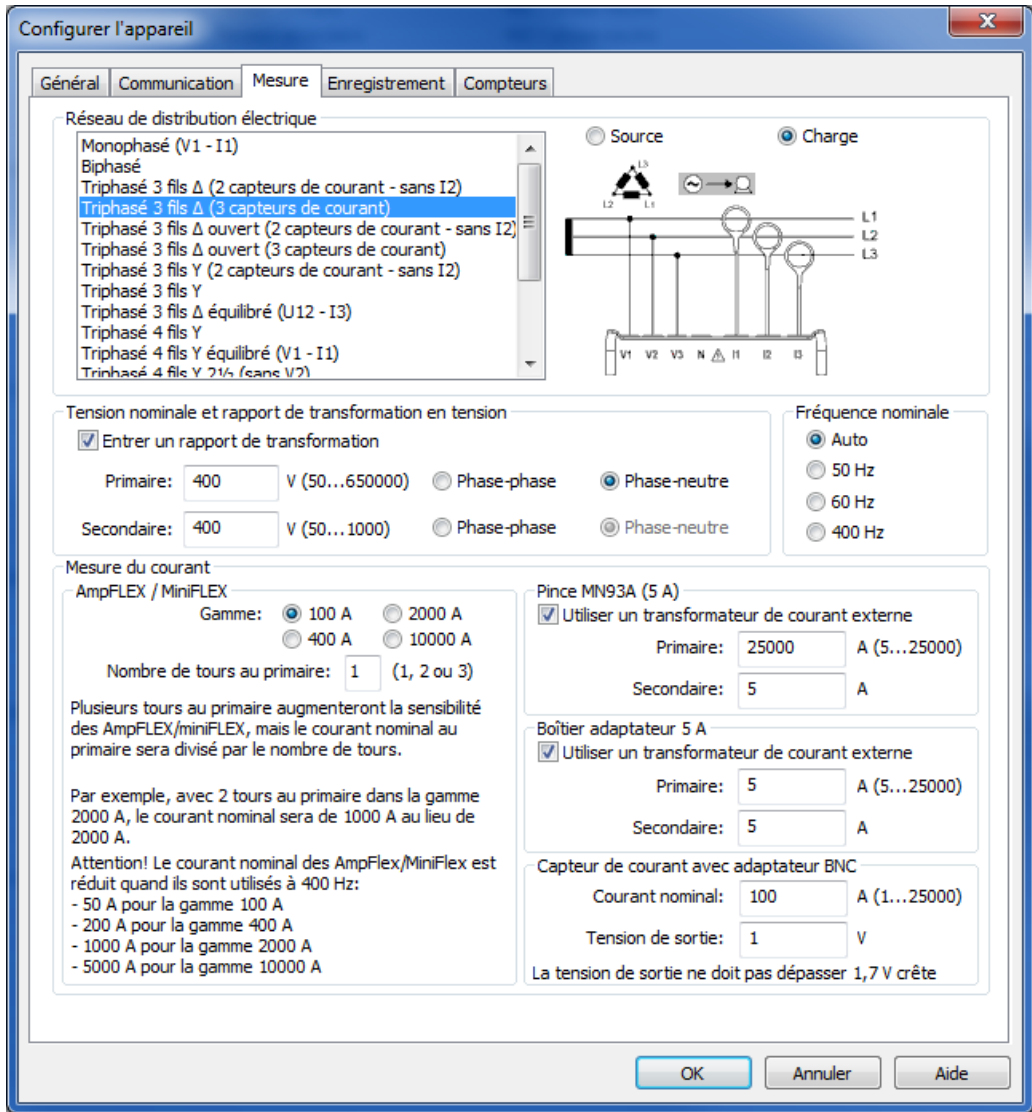 Configurer l'appareil
Général
Communication
Mesure
Enregistrement
Compteurs
Réseau de distribution électrique
Monophasé (V1 - I1)
Biphasé
Triphasé 3 fils Δ (2 capteurs de courant - sans I2)
Triphasé 3 fils Δ (3 capteurs de courant)
Triphasé 3 fils Δ ouvert (2 capteurs de courant - sans I2)
Triphasé 3 fils Δ ouvert (3 capteurs de courant)
Triphasé 3 fils Y (2 capteurs de courant - sans I2)
Triphasé 3 fils Y
Triphasé 3 fils Δ équilibré (U12 - I3)
Triphasé 4 fils Y
Triphasé 4 fils Y équilibré (V1 - I1)
Triphasé 4 fils Y 2½ (sans V2)
Source
Charge
L3
L2 L1
L1
L2
L3
V1 V2 V3 N I1 I2 I3
Tension nominale et rapport de transformation en tension
Entrer un rapport de transformation
Primaire: 400 V (50...650000) Phase-phase Phase-neutre
Secondaire: 400 V (50...1000) Phase-phase Phase-neutre
Fréquence nominale
Auto
50 Hz
60 Hz
400 Hz
Mesure du courant
AmpFLEX / MiniFLEX
Gamme: 100 A 2000 A
400 A 10000 A
Nombre de tours au primaire: 1 (1, 2 ou 3)
Plusieurs tours au primaire augmenteront la sensibilité
des AmpFLEX/miniFLEX, mais le courant nominal au
primaire sera divisé par le nombre de tours.
Par exemple, avec 2 tours au primaire dans la gamme
2000 A, le courant nominal sera de 1000 A au lieu de
2000 A.
Attention! Le courant nominal des AmpFlex/MiniFlex est
réduit quand ils sont utilisés à 400 Hz:
- 50 A pour la gamme 100 A
- 200 A pour la gamme 400 A
- 1000 A pour la gamme 2000 A
- 5000 A pour la gamme 10000 A
Pince MN93A (5 A)
Utiliser un transformateur de courant externe
Primaire: 25000 A (5...25000)
Secondaire: 5 A
Boîtier adaptateur 5 A
Utiliser un transformateur de courant externe
Primaire: 5 A (5...25000)
Secondaire: 5 A
Capteur de courant avec adaptateur BNC
Courant nominal: 100 A (1...25000)
Tension de sortie: 1 V
La tension de sortie ne doit pas dépasser 1,7 V crête
OK
Annuler
Aide